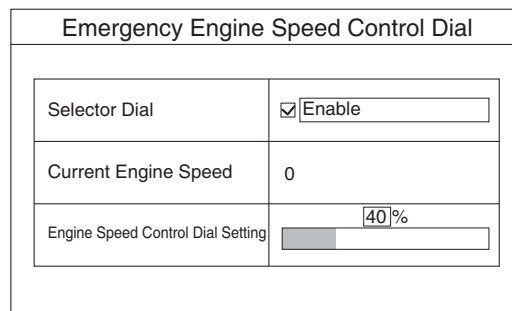 Emergency Engine Speed Control Dial
Selector Dial
Enable
Current Engine Speed
0
Engine Speed Control Dial Setting
40 %